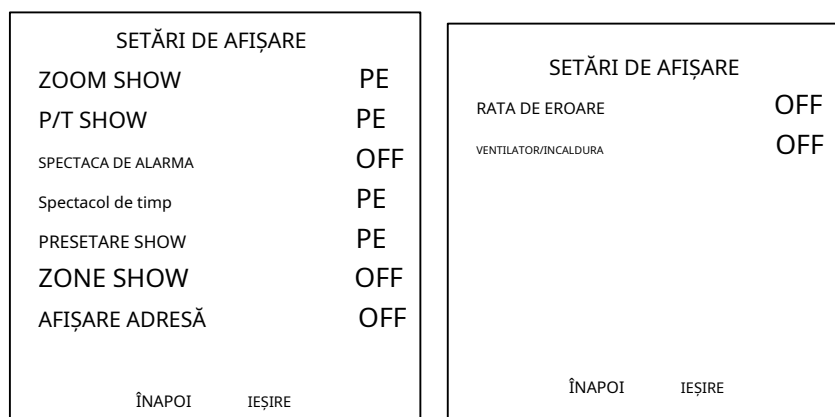 SETĂRI DE AFIȘARE
ZOOM SHOW PE
P/T SHOW PE
SPECTACA DE ALARMA OFF
Spectacol de timp PE
PRESETARE SHOW PE
ZONE SHOW OFF
AFIȘARE ADRESĂ OFF
ÎNAPOI IEȘIRE
SETĂRI DE AFIȘARE
RATA DE EROARE OFF
VENTILATOR/INCALDURA OFF
ÎNAPOI IEȘIRE